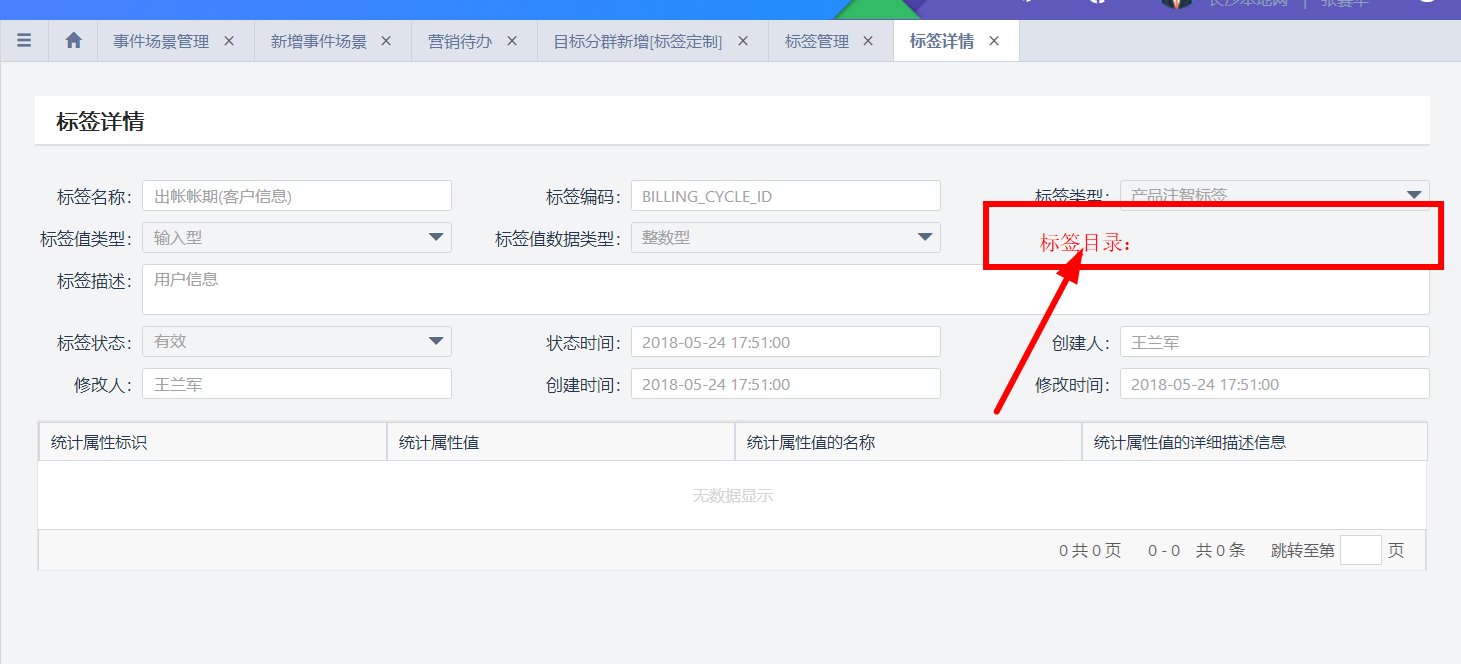 事件场景管理 × 新增事件场景 × 营销待办 × 目标分群新增[标签定制] × 标签管理 × 标签详情 ×
标签详情
标签名称: 出帐帐期(客户信息) 标签编码: BILLING_CYCLE_ID 标签类型: 产品注智标签
标签值类型: 输入型 标签值数据类型: 整数型 标签目录:
标签描述: 用户信息
标签状态: 有效 状态时间: 2018-05-24 17:51:00 创建人: 王兰军
修改人: 王兰军 创建时间: 2018-05-24 17:51:00 修改时间: 2018-05-24 17:51:00
统计属性标识 统计属性值 统计属性值的名称 统计属性值的详细描述信息
无数据显示
0 共 0 页 0 - 0 共 0 条 跳转至第 页